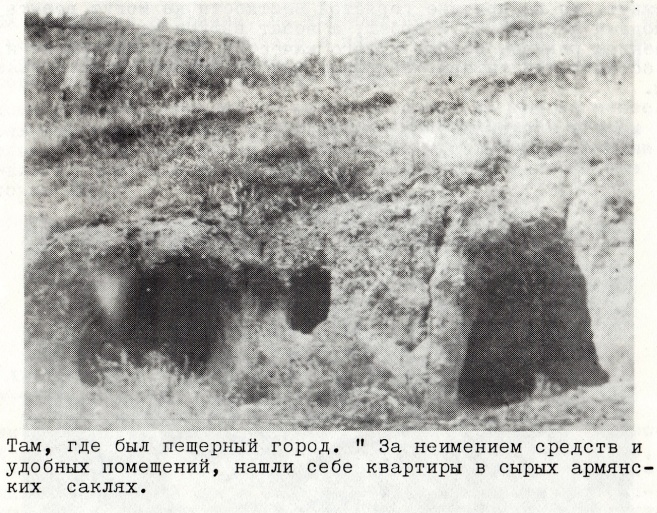 Там, где был пещерный город. " За неимением средств и
удобных помещений, нашли себе квартиры в сырых армянс-
ких саклях.